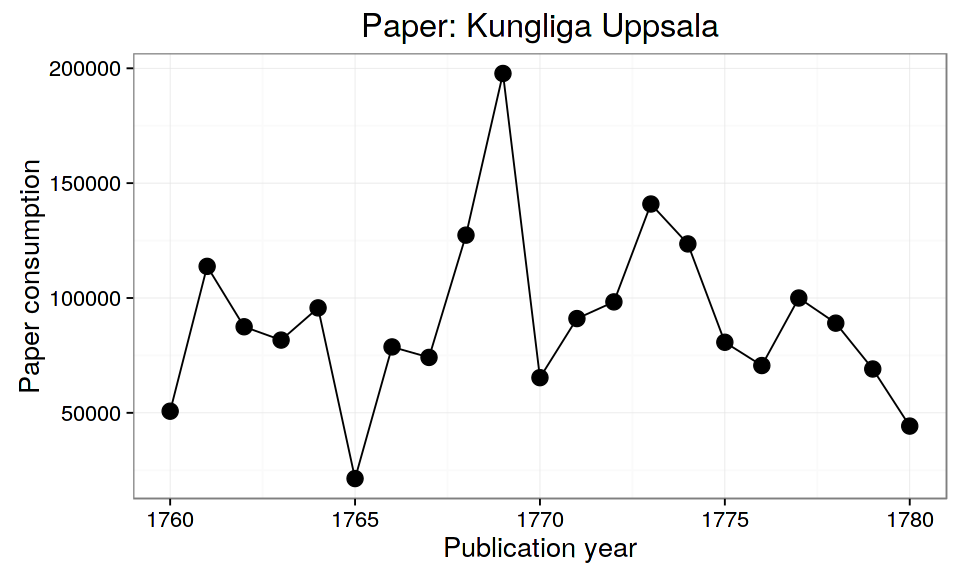 Paper: Kungliga Uppsala
200000
150000
100000
50000
Paper consumption
1760 1765 1770 1775 1780
Publication year